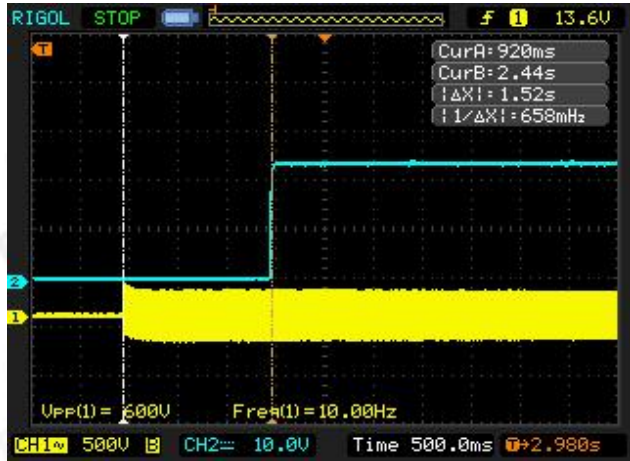 RIGOL STOP f 1 13.6V
T
CurA:920ms
CurB:2.44s
|ΔX|:1.52s
|1/ΔX|:658mHz
2
1
Vpp(1)= 600V Freq(1)=10.00Hz
CH1~ 500V B CH2 10.0V Time 500.0ms T→2.980s